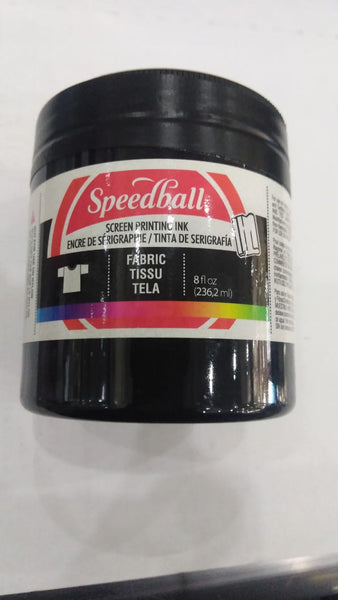 Speedball
SCREEN PRINTING INK
ENCRE DE SÉRIGRAPHIE / TINTA DE SERIGRAFÍA
FABRIC
TISSU
TELA
8 fl oz
(236,2 ml)